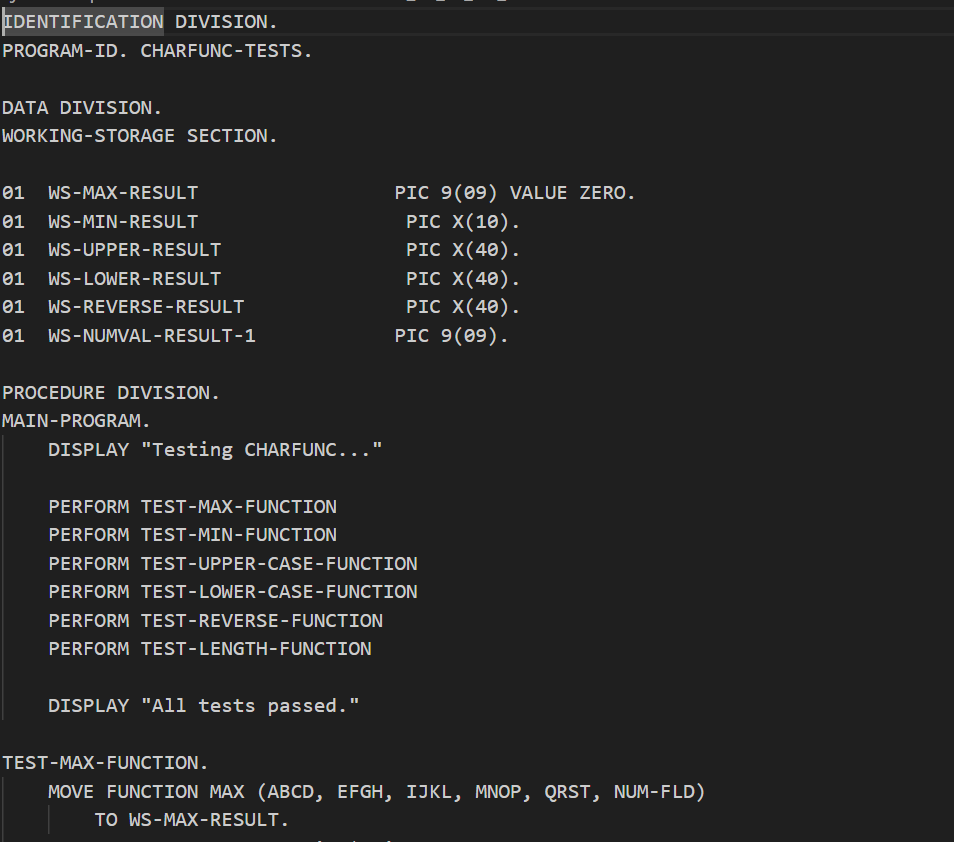 IDENTIFICATION DIVISION.
PROGRAM-ID. CHARFUNC-TESTS.
DATA DIVISION.
WORKING-STORAGE SECTION.
01  WS-MAX-RESULT                 PIC 9(09) VALUE ZERO.
01  WS-MIN-RESULT                  PIC X(10).
01  WS-UPPER-RESULT                PIC X(40).
01  WS-LOWER-RESULT                PIC X(40).
01  WS-REVERSE-RESULT              PIC X(40).
01  WS-NUMVAL-RESULT-1            PIC 9(09).
PROCEDURE DIVISION.
MAIN-PROGRAM.
    DISPLAY "Testing CHARFUNC..."
    PERFORM TEST-MAX-FUNCTION
    PERFORM TEST-MIN-FUNCTION
    PERFORM TEST-UPPER-CASE-FUNCTION
    PERFORM TEST-LOWER-CASE-FUNCTION
    PERFORM TEST-REVERSE-FUNCTION
    PERFORM TEST-LENGTH-FUNCTION
    DISPLAY "All tests passed."
TEST-MAX-FUNCTION.
    MOVE FUNCTION MAX (ABCD, EFGH, IJKL, MNOP, QRST, NUM-FLD)
        TO WS-MAX-RESULT.